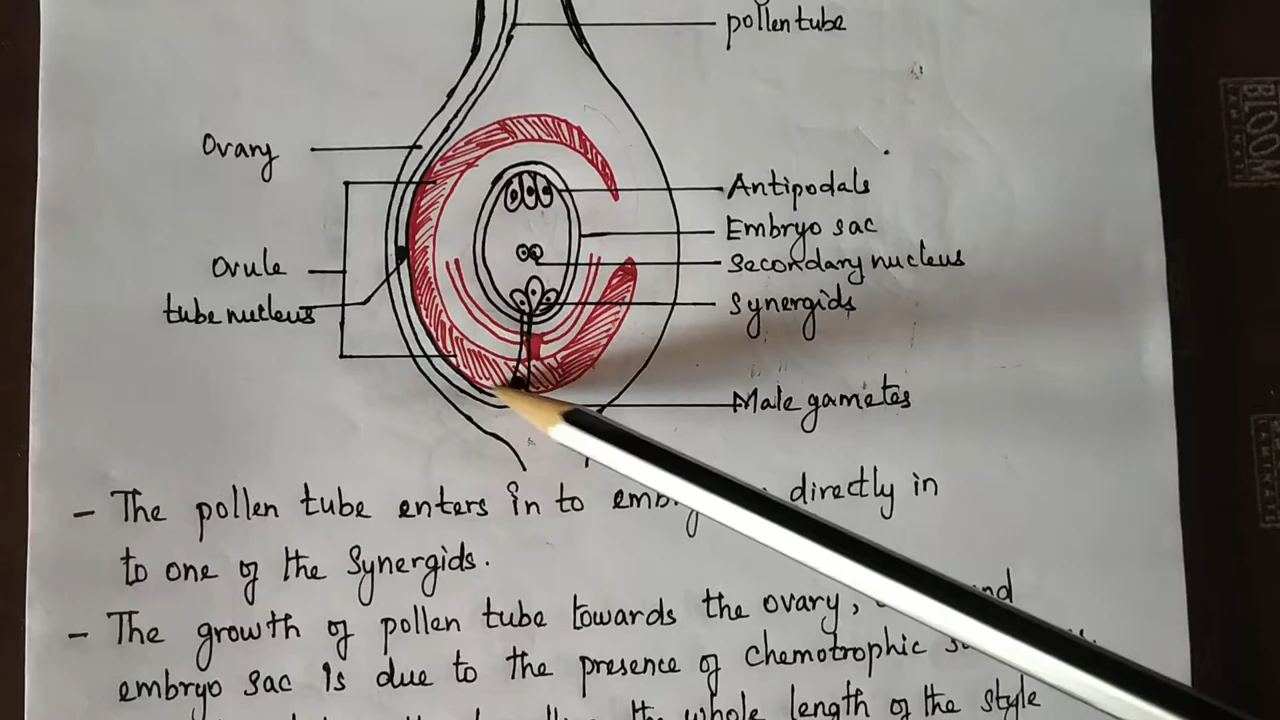 pollen tube
Ovary
Antipodals
Embryo sac
Ovule
Secondary nucleus
tube nucleus
Synergids
Male gametes
- The pollen tube enters in to directly in
to one of the Synergids.
- The growth of pollen tube towards the ovary,
embryo sac is due to the presence of chemotrophic
the whole length of the style
BLOOM